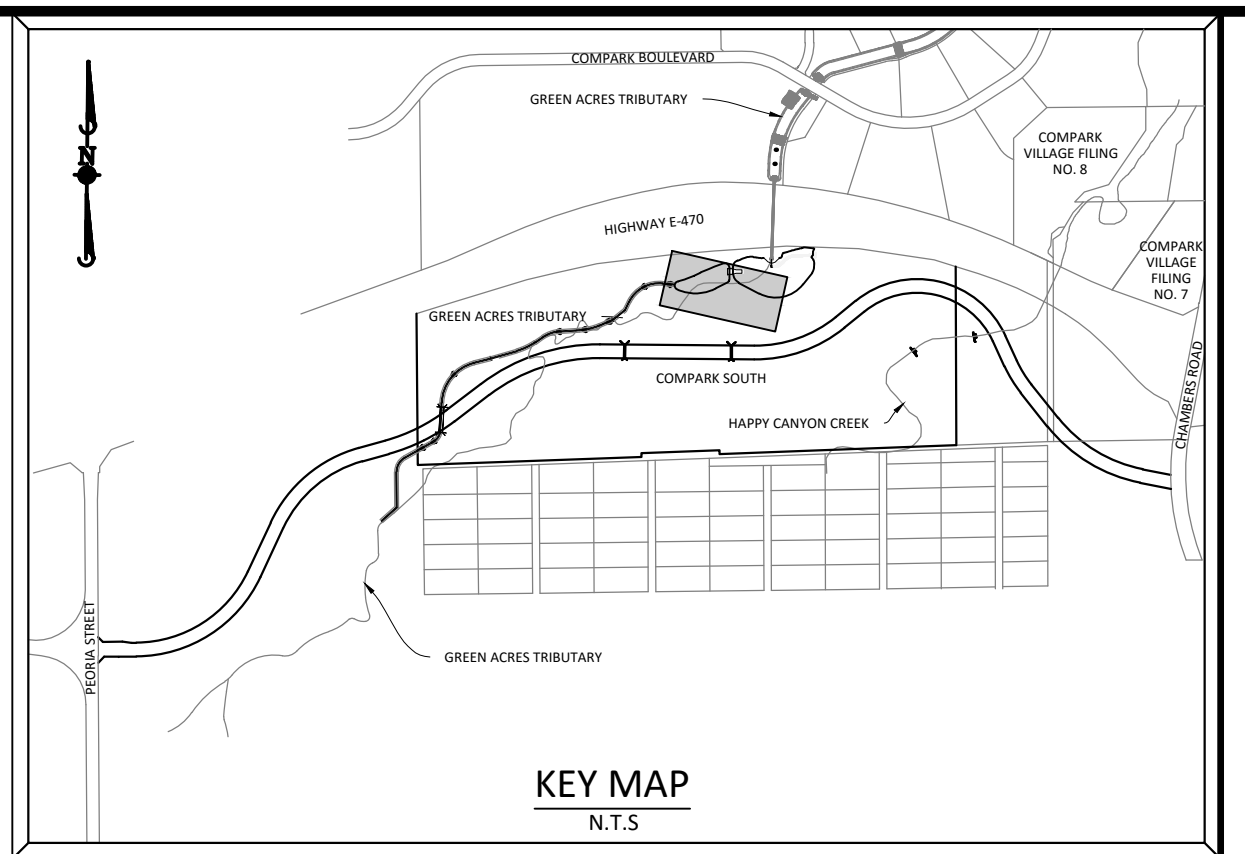 COMPARK BOULEVARD
GREEN ACRES TRIBUTARY
COMPARK
VILLAGE FILING
NO. 8
N
HIGHWAY E-470
COMPARK
VILLAGE
FILING
NO. 7
GREEN ACRES TRIBUTARY
COMPARK SOUTH
HAPPY CANYON CREEK
CHAMBERS ROAD
PEORIA STREET
GREEN ACRES TRIBUTARY
KEY MAP
N.T.S